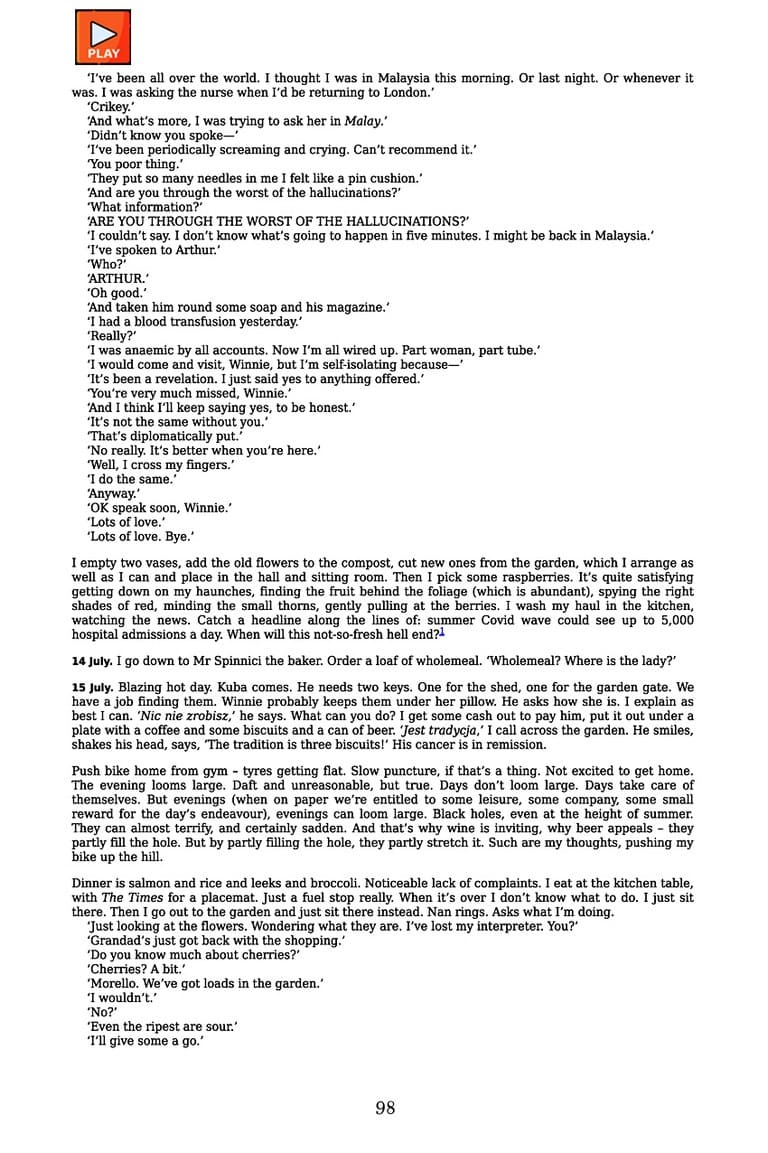 PLAY
‘I’ve been all over the world. I thought I was in Malaysia this morning. Or last night. Or whenever it
was. I was asking the nurse when I’d be returning to London.’
‘Crikey.’
‘And what’s more, I was trying to ask her in Malay.’
‘Didn’t know you spoke—’
‘I’ve been periodically screaming and crying. Can’t recommend it.’
‘You poor thing.’
‘They put so many needles in me I felt like a pin cushion.’
‘And are you through the worst of the hallucinations?’
‘What information?’
‘ARE YOU THROUGH THE WORST OF THE HALLUCINATIONS?’
‘I couldn’t say. I don’t know what’s going to happen in five minutes. I might be back in Malaysia.’
‘I’ve spoken to Arthur.’
‘Who?’
‘ARTHUR.’
‘Oh good.’
‘And taken him round some soap and his magazine.’
‘I had a blood transfusion yesterday.’
‘Really?’
‘I was anaemic by all accounts. Now I’m all wired up. Part woman, part tube.’
‘I would come and visit, Winnie, but I’m self-isolating because—’
‘It’s been a revelation. I just said yes to anything offered.’
‘You’re very much missed, Winnie.’
‘And I think I’ll keep saying yes, to be honest.’
‘It’s not the same without you.’
‘That’s diplomatically put.’
‘No really. It’s better when you’re here.’
‘Well, I cross my fingers.’
‘I do the same.’
‘Anyway.’
‘OK speak soon, Winnie.’
‘Lots of love.’
‘Lots of love. Bye.’
I empty two vases, add the old flowers to the compost, cut new ones from the garden, which I arrange as
well as I can and place in the hall and sitting room. Then I pick some raspberries. It’s quite satisfying
getting down on my haunches, finding the fruit behind the foliage (which is abundant), spying the right
shades of red, minding the small thorns, gently pulling at the berries. I wash my haul in the kitchen,
watching the news. Catch a headline along the lines of: summer Covid wave could see up to 5,000
hospital admissions a day. When will this not-so-fresh hell end?1
14 July. I go down to Mr Spinnici the baker. Order a loaf of wholemeal. ‘Wholemeal? Where is the lady?’
15 July. Blazing hot day. Kuba comes. He needs two keys. One for the shed, one for the garden gate. We
have a job finding them. Winnie probably keeps them under her pillow. He asks how she is. I explain as
best I can. ‘Nic nie zrobisz,’ he says. What can you do? I get some cash out to pay him, put it out under a
plate with a coffee and some biscuits and a can of beer. ‘Jest tradycja,’ I call across the garden. He smiles,
shakes his head, says, ‘The tradition is three biscuits!’ His cancer is in remission.
Push bike home from gym – tyres getting flat. Slow puncture, if that’s a thing. Not excited to get home.
The evening looms large. Daft and unreasonable, but true. Days don’t loom large. Days take care of
themselves. But evenings (when on paper we’re entitled to some leisure, some company, some small
reward for the day’s endeavour), evenings can loom large. Black holes, even at the height of summer.
They can almost terrify, and certainly sadden. And that’s why wine is inviting, why beer appeals – they
partly fill the hole. But by partly filling the hole, they partly stretch it. Such are my thoughts, pushing my
bike up the hill.
Dinner is salmon and rice and leeks and broccoli. Noticeable lack of complaints. I eat at the kitchen table,
with The Times for a placemat. Just a fuel stop really. When it’s over I don’t know what to do. I just sit
there. Then I go out to the garden and just sit there instead. Nan rings. Asks what I’m doing.
‘Just looking at the flowers. Wondering what they are. I’ve lost my interpreter. You?’
‘Grandad’s just got back with the shopping.’
‘Do you know much about cherries?’
‘Cherries? A bit.’
‘Morello. We’ve got loads in the garden.’
‘I wouldn’t.’
‘No?’
‘Even the ripest are sour.’
‘I’ll give some a go.’
98